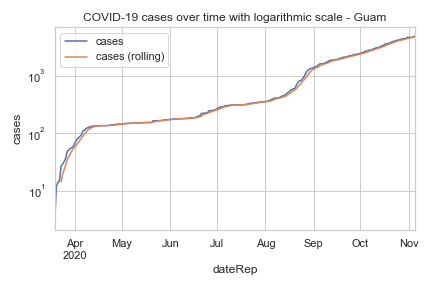 COVID-19 cases over time with logarithmic scale - Guam
cases
cases (rolling)
10³
10²
10¹
cases
Apr May Jun Jul Aug Sep Oct Nov
2020
dateRep